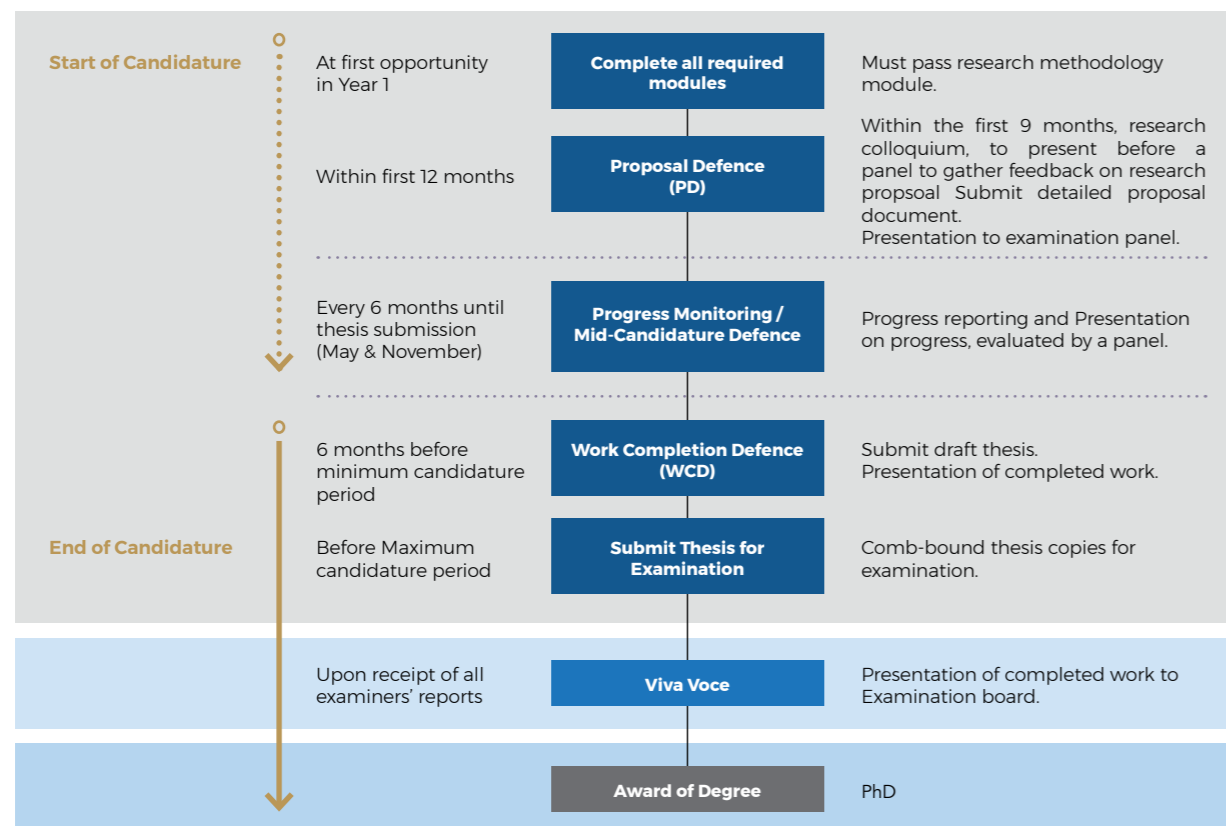 Start of Candidature
At first opportunity
in Year 1
Complete all required
modules
Must pass research methodology
module.
Within first 12 months
Proposal Defence
(PD)
Within the first 9 months, research
colloquium, to present before a
panel to gather feedback on research
propsoal Submit detailed proposal
document.
Presentation to examination panel.
Every 6 months until
thesis submission
(May & November)
Progress Monitoring /
Mid-Candidature Defence
Progress reporting and Presentation
on progress, evaluated by a panel.
6 months before
minimum candidature
period
Work Completion Defence
(WCD)
Submit draft thesis.
Presentation of completed work.
End of Candidature
Before Maximum
candidature period
Submit Thesis for
Examination
Comb-bound thesis copies for
examination.
Upon receipt of all
examiners’ reports
Viva Voce
Presentation of completed work to
Examination board.
Award of Degree
PhD